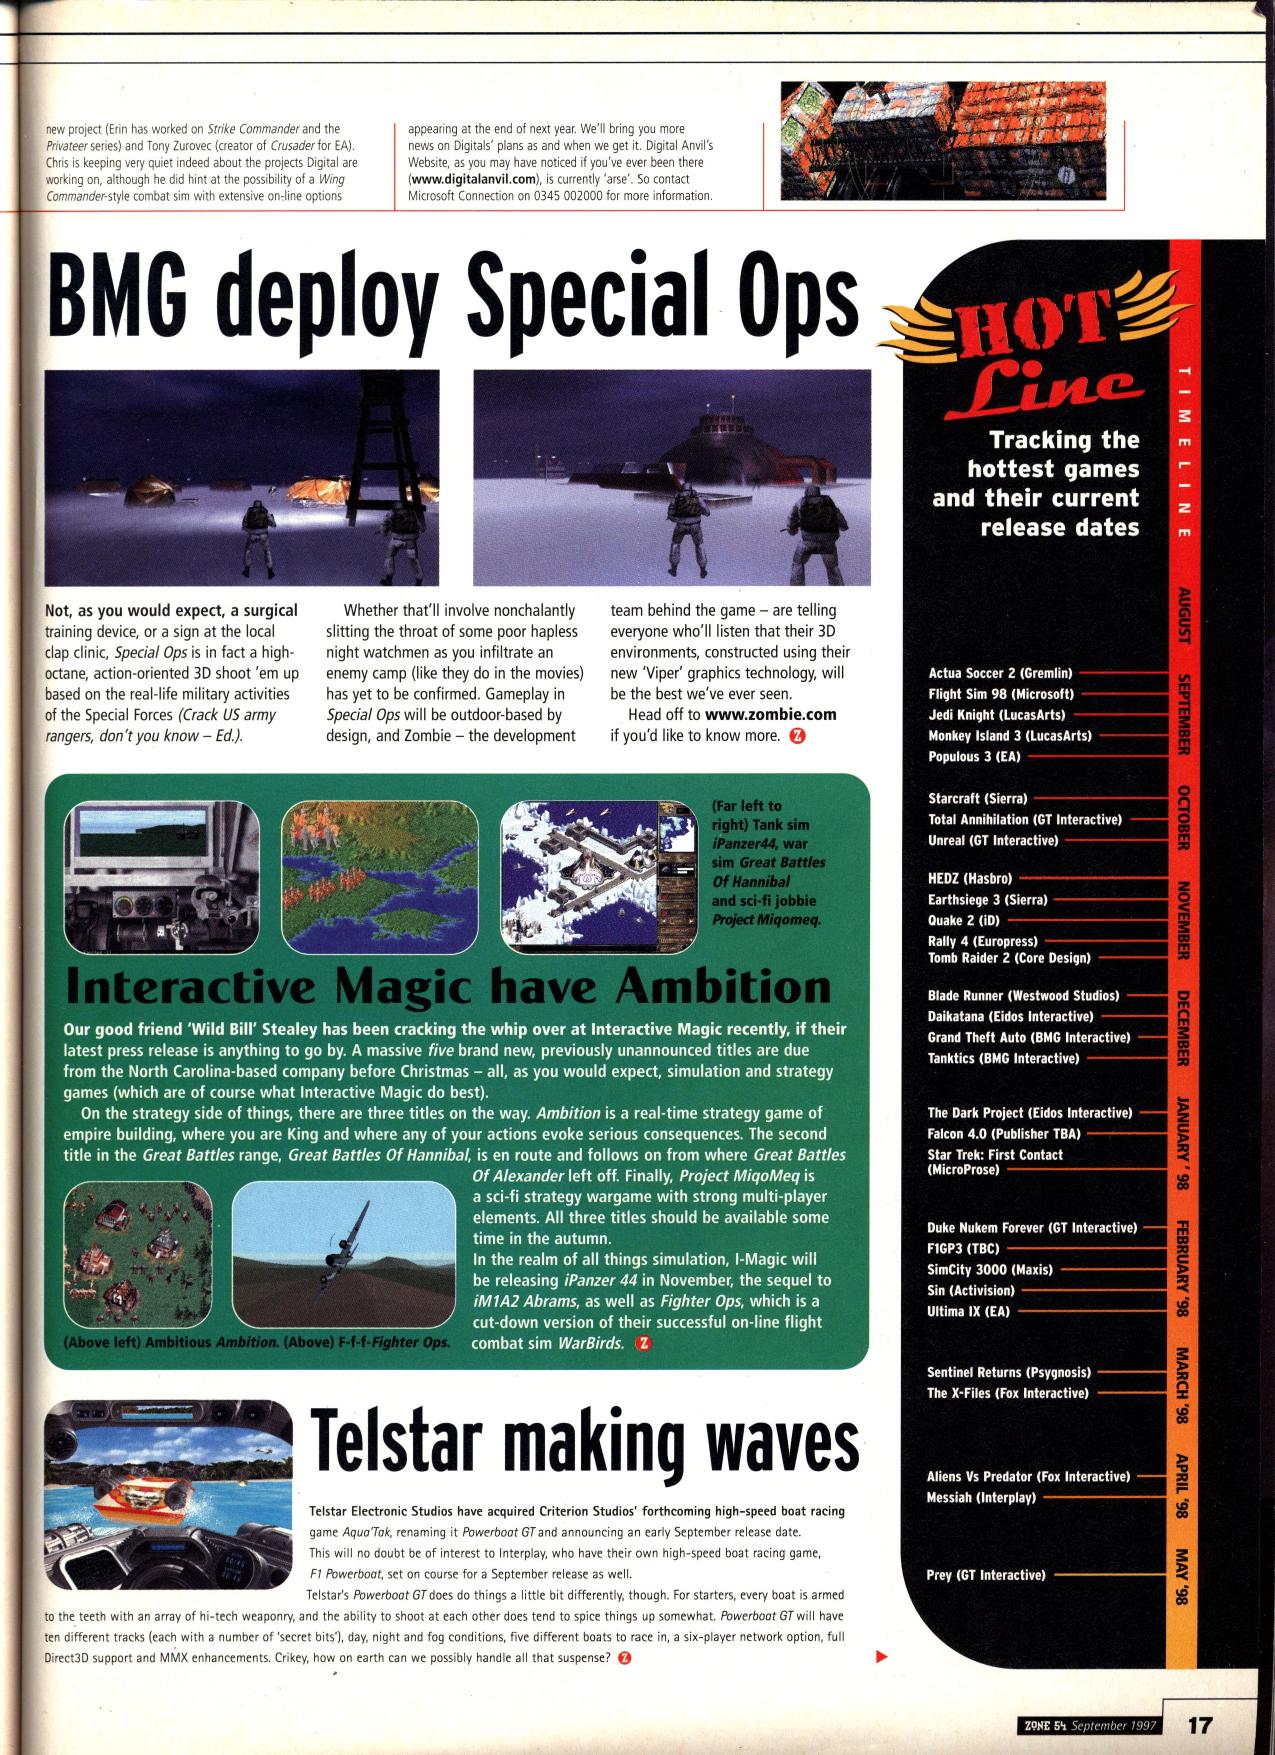 new project (Erin has worked on Strike Commander and the
Privateer series) and Tony Zurovec (creator of Crusader for EA).
Chris is keeping very quiet indeed about the projects Digital are
working on, although he did hint at the possibility of a Wing
Commander-style combat sim with extensive on-line options
appearing at the end of next year. We'll bring you more
news on Digitals' plans as and when we get it. Digital Anvil's
Website, as you may have noticed if you've ever been there
(www.digitalanvil.com), is currently 'arse'. So contact
Microsoft Connection on 0345 002000 for more information.
BMG deploy Special Ops
Not, as you would expect, a surgical
training device, or a sign at the local
clap clinic, Special Ops is in fact a high-
octane, action-oriented 3D shoot 'em up
based on the real-life military activities
of the Special Forces (Crack US army
rangers, don't you know – Ed.).
Whether that'll involve nonchalantly
slitting the throat of some poor hapless
night watchmen as you infiltrate an
enemy camp (like they do in the movies)
has yet to be confirmed. Gameplay in
Special Ops will be outdoor-based by
design, and Zombie – the development
team behind the game – are telling
everyone who'll listen that their 3D
environments, constructed using their
new 'Viper' graphics technology, will
be the best we've ever seen.
Head off to www.zombie.com
if you'd like to know more. Z
(Far left to
right) Tank sim
iPanzer44, war
sim Great Battles
Of Hannibal
and sci-fi jobbie
Project Miqomeq.
Interactive Magic have Ambition
Our good friend 'Wild Bill' Stealey has been cracking the whip over at Interactive Magic recently, if their
latest press release is anything to go by. A massive five brand new, previously unannounced titles are due
from the North Carolina-based company before Christmas – all, as you would expect, simulation and strategy
games (which are of course what Interactive Magic do best).
On the strategy side of things, there are three titles on the way. Ambition is a real-time strategy game of
empire building, where you are King and where any of your actions evoke serious consequences. The second
title in the Great Battles range, Great Battles Of Hannibal, is en route and follows on from where Great Battles
Of Alexander left off. Finally, Project MiqoMeq is
a sci-fi strategy wargame with strong multi-player
elements. All three titles should be available some
time in the autumn.
In the realm of all things simulation, I-Magic will
be releasing iPanzer 44 in November, the sequel to
iM1A2 Abrams, as well as Fighter Ops, which is a
cut-down version of their successful on-line flight
combat sim WarBirds. Z
(Above left) Ambitious Ambition. (Above) F-f-f-Fighter Ops.
Telstar making waves
Telstar Electronic Studios have acquired Criterion Studios' forthcoming high-speed boat racing
game Aqua'Tak, renaming it Powerboat GT and announcing an early September release date.
This will no doubt be of interest to Interplay, who have their own high-speed boat racing game,
F1 Powerboat, set on course for a September release as well.
Telstar's Powerboat GT does do things a little bit differently, though. For starters, every boat is armed
to the teeth with an array of hi-tech weaponry, and the ability to shoot at each other does tend to spice things up somewhat. Powerboat GT will have
ten different tracks (each with a number of 'secret bits'), day, night and fog conditions, five different boats to race in, a six-player network option, full
Direct3D support and MMX enhancements. Crikey, how on earth can we possibly handle all that suspense? Z
HOT
Line
Tracking the
hottest games
and their current
release dates
TIMELINE
AUGUST
Actua Soccer 2 (Gremlin)
Flight Sim 98 (Microsoft)
Jedi Knight (LucasArts)
Monkey Island 3 (LucasArts)
Populous 3 (EA)
SEPTEMBER
Starcraft (Sierra)
Total Annihilation (GT Interactive)
Unreal (GT Interactive)
OCTOBER
HEDZ (Hasbro)
Earthsiege 3 (Sierra)
Quake 2 (iD)
Rally 4 (Europress)
Tomb Raider 2 (Core Design)
NOVEMBER
Blade Runner (Westwood Studios)
Daikatana (Eidos Interactive)
Grand Theft Auto (BMG Interactive)
Tanktics (BMG Interactive)
DECEMBER
The Dark Project (Eidos Interactive)
Falcon 4.0 (Publisher TBA)
Star Trek: First Contact
(MicroProse)
JANUARY '98
Duke Nukem Forever (GT Interactive)
F1GP3 (TBC)
SimCity 3000 (Maxis)
Sin (Activision)
Ultima IX (EA)
FEBRUARY '98
Sentinel Returns (Psygnosis)
The X-Files (Fox Interactive)
MARCH '98
Aliens Vs Predator (Fox Interactive)
Messiah (Interplay)
APRIL '98
Prey (GT Interactive)
MAY '98
ZONE 54 September 1997
17